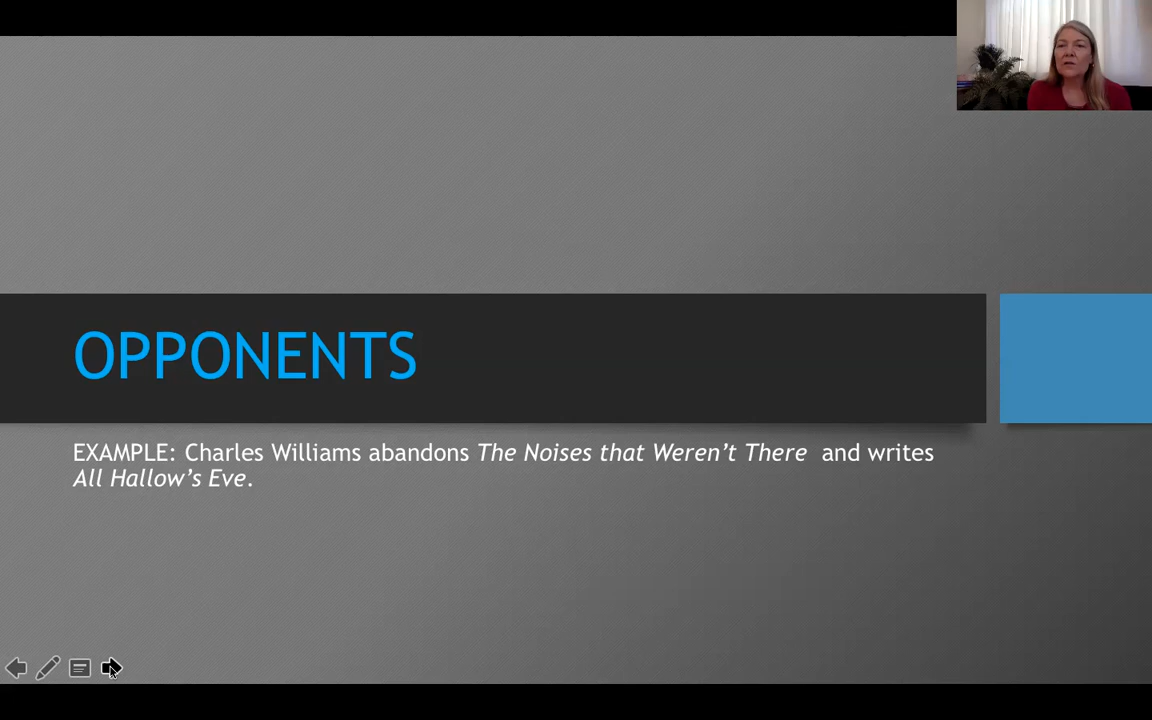 OPPONENTS
EXAMPLE: Charles Williams abandons The Noises that Weren’t There and writes
All Hallow’s Eve.